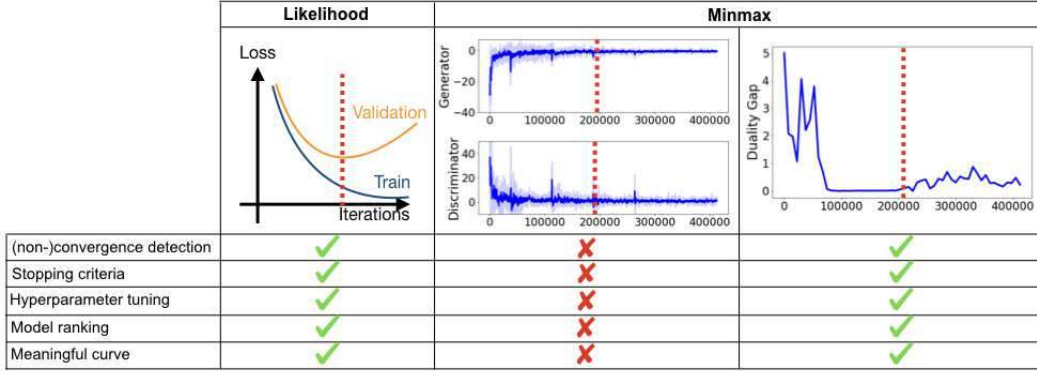 Likelihood
Minmax
Loss
Validation
Train
Iterations
Generator
0
−20
−40
0
100000
200000
300000
400000
Discriminator
40
20
0
0
100000
200000
300000
400000
Duality Gap
5
4
3
2
1
0
0
100000
200000
300000
400000
(non-)convergence detection
Stopping criteria
Hyperparameter tuning
Model ranking
Meaningful curve